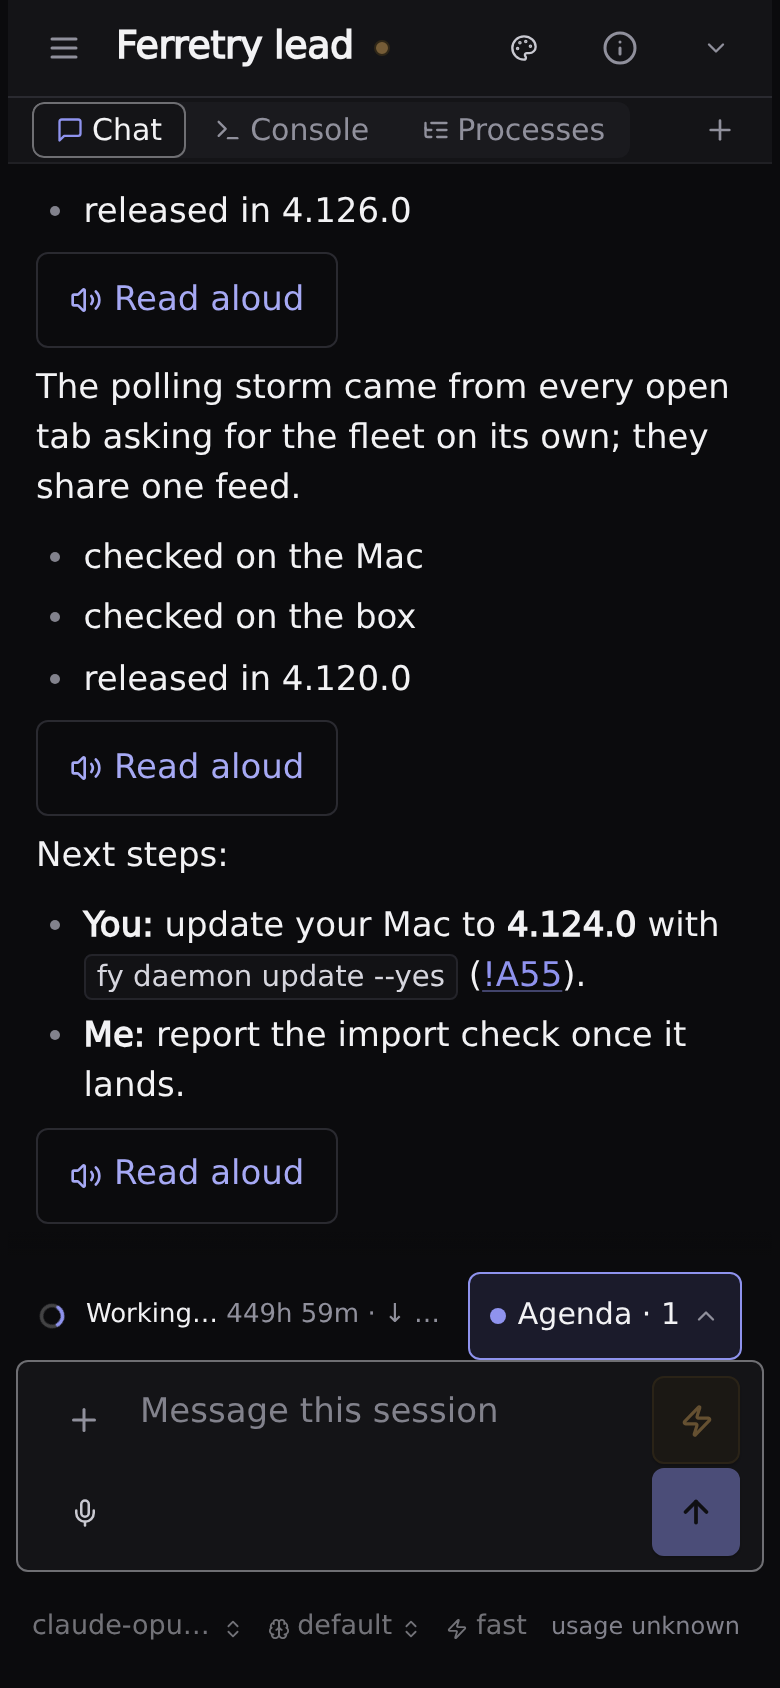 Ferretry lead
Chat
Console
Processes
released in 4.126.0
Read aloud
The polling storm came from every open
tab asking for the fleet on its own; they
share one feed.
checked on the Mac
checked on the box
released in 4.120.0
Read aloud
Next steps:
You: update your Mac to 4.124.0 with
fy daemon update --yes (!A55).
Me: report the import check once it
lands.
Read aloud
Working... 449h 59m · ↓ ...
Agenda · 1
Message this session
claude-opu...
default
fast
usage unknown